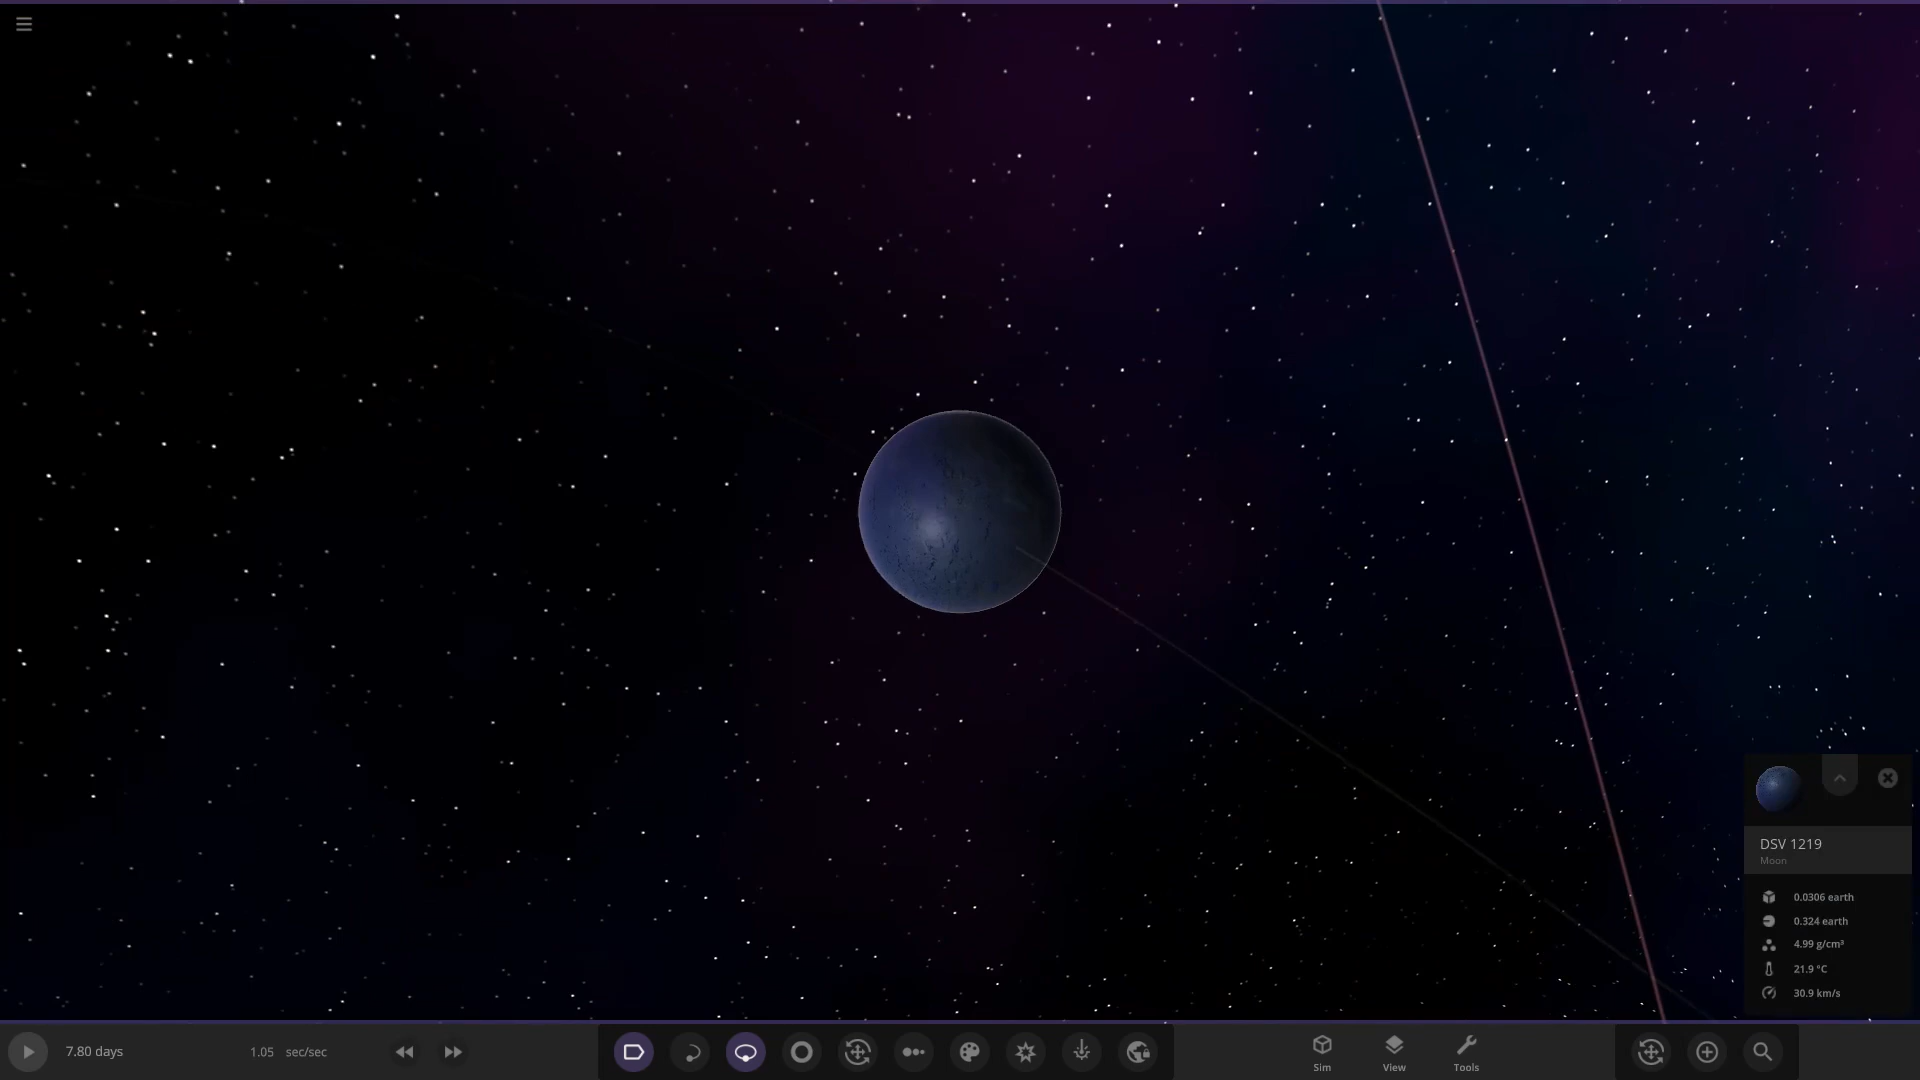 DSV 1219
Moon
0.0306 earth
0.324 earth
4.99 g/cm³
21.9 °C
30.9 km/s
7.80 days
1.05 sec/sec
Sim
View
Tools